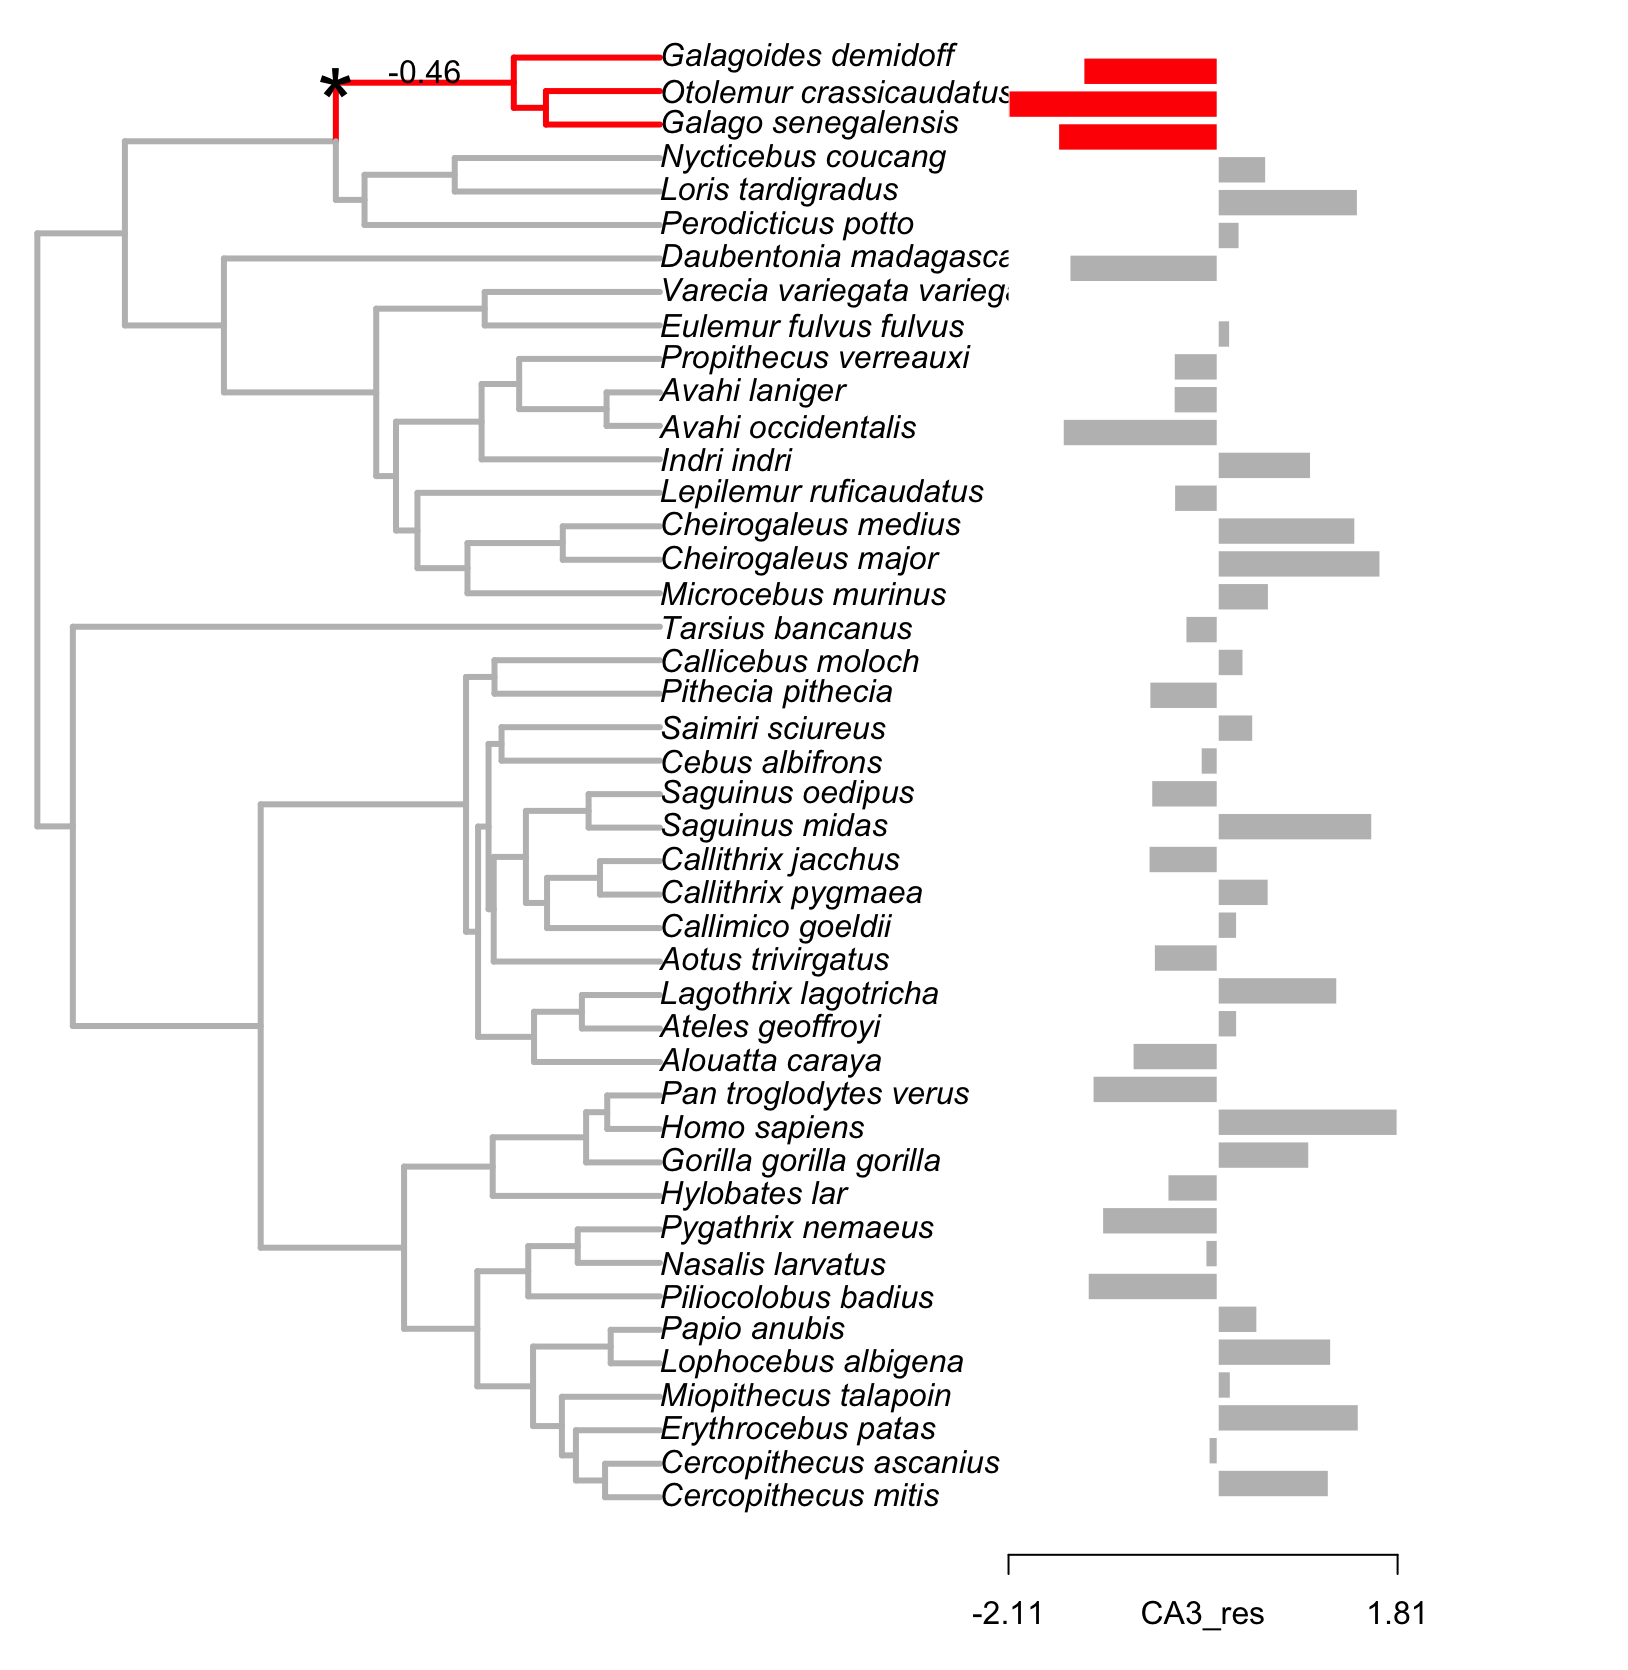 Galagoides demidoff
*
-0.46
Otolemur crassicaudatus
Galago senegalensis
Nycticebus coucang
Loris tardigradus
Perodicticus potto
Daubentonia madagasca
Varecia variegata variega
Eulemur fulvus fulvus
Propithecus verreauxi
Avahi laniger
Avahi occidentalis
Indri indri
Lepilemur ruficaudatus
Cheirogaleus medius
Cheirogaleus major
Microcebus murinus
Tarsius bancanus
Callicebus moloch
Pithecia pithecia
Saimiri sciureus
Cebus albifrons
Saguinus oedipus
Saguinus midas
Callithrix jacchus
Callithrix pygmaea
Callimico goeldii
Aotus trivirgatus
Lagothrix lagotricha
Ateles geoffroyi
Alouatta caraya
Pan troglodytes verus
Homo sapiens
Gorilla gorilla gorilla
Hylobates lar
Pygathrix nemaeus
Nasalis larvatus
Piliocolobus badius
Papio anubis
Lophocebus albigena
Miopithecus talapoin
Erythrocebus patas
Cercopithecus ascanius
Cercopithecus mitis
-2.11 CA3_res 1.81